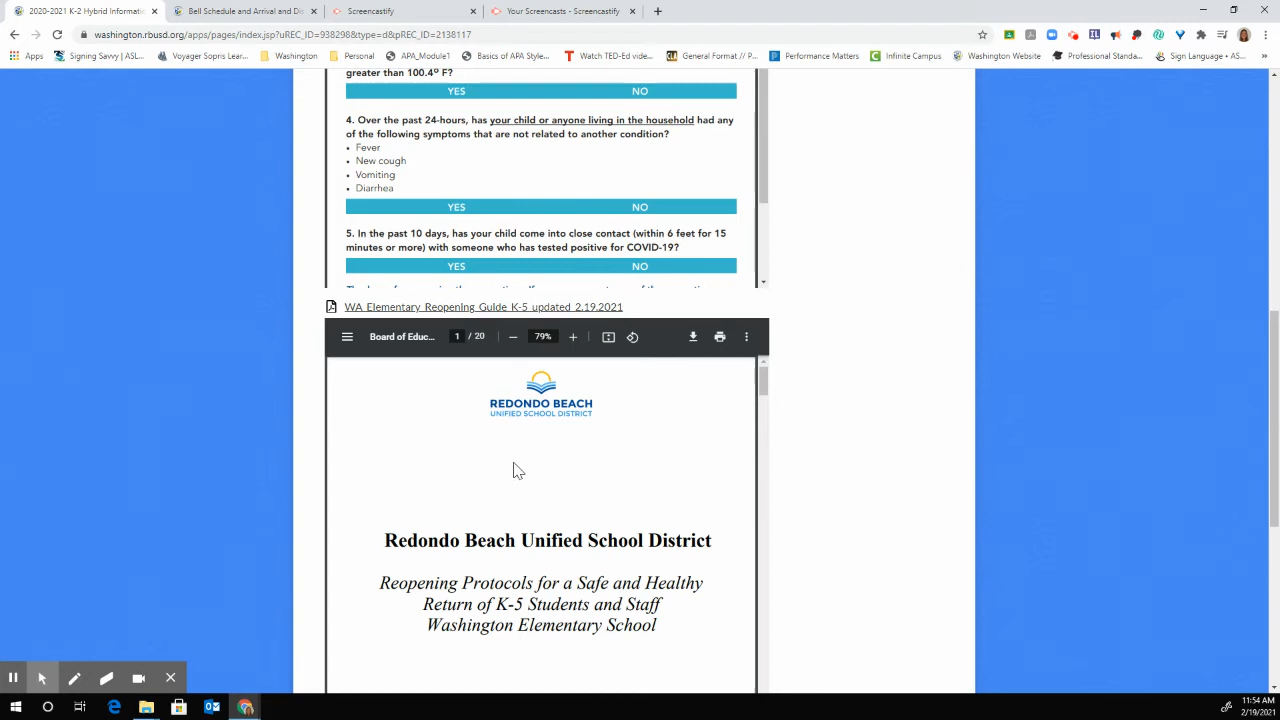 2020-2021 K-2 Hybrid Informatic
Bell Schedule and Arrival and Dis
Screencastify
Your Screencasts - Screencastify
washington.rbusd.org/apps/pages/index.jsp?uREC_ID=938298&type=d&pREC_ID=2138117
Apps
Signing Savvy | ASL...
Voyager Sopris Lear...
Washington
Personal
APA_Module1
Basics of APA Style...
Watch TED-Ed vide...
General Format // P...
Performance Matters
Infinite Campus
Washington Website
Professional Standa...
Sign Language • AS...
greater than 100.4º F?
YES NO
4. Over the past 24-hours, has your child or anyone living in the household had any
of the following symptoms that are not related to another condition?
• Fever
• New cough
• Vomiting
• Diarrhea
YES NO
5. In the past 10 days, has your child come into close contact (within 6 feet for 15
minutes or more) with someone who has tested positive for COVID-19?
YES NO
WA Elementary Reopening Guide K-5 updated 2.19.2021
Board of Educ... 1 / 20 79%
REDONDO BEACH
UNIFIED SCHOOL DISTRICT
Redondo Beach Unified School District
Reopening Protocols for a Safe and Healthy
Return of K-5 Students and Staff
Washington Elementary School
11:54 AM
2/19/2021